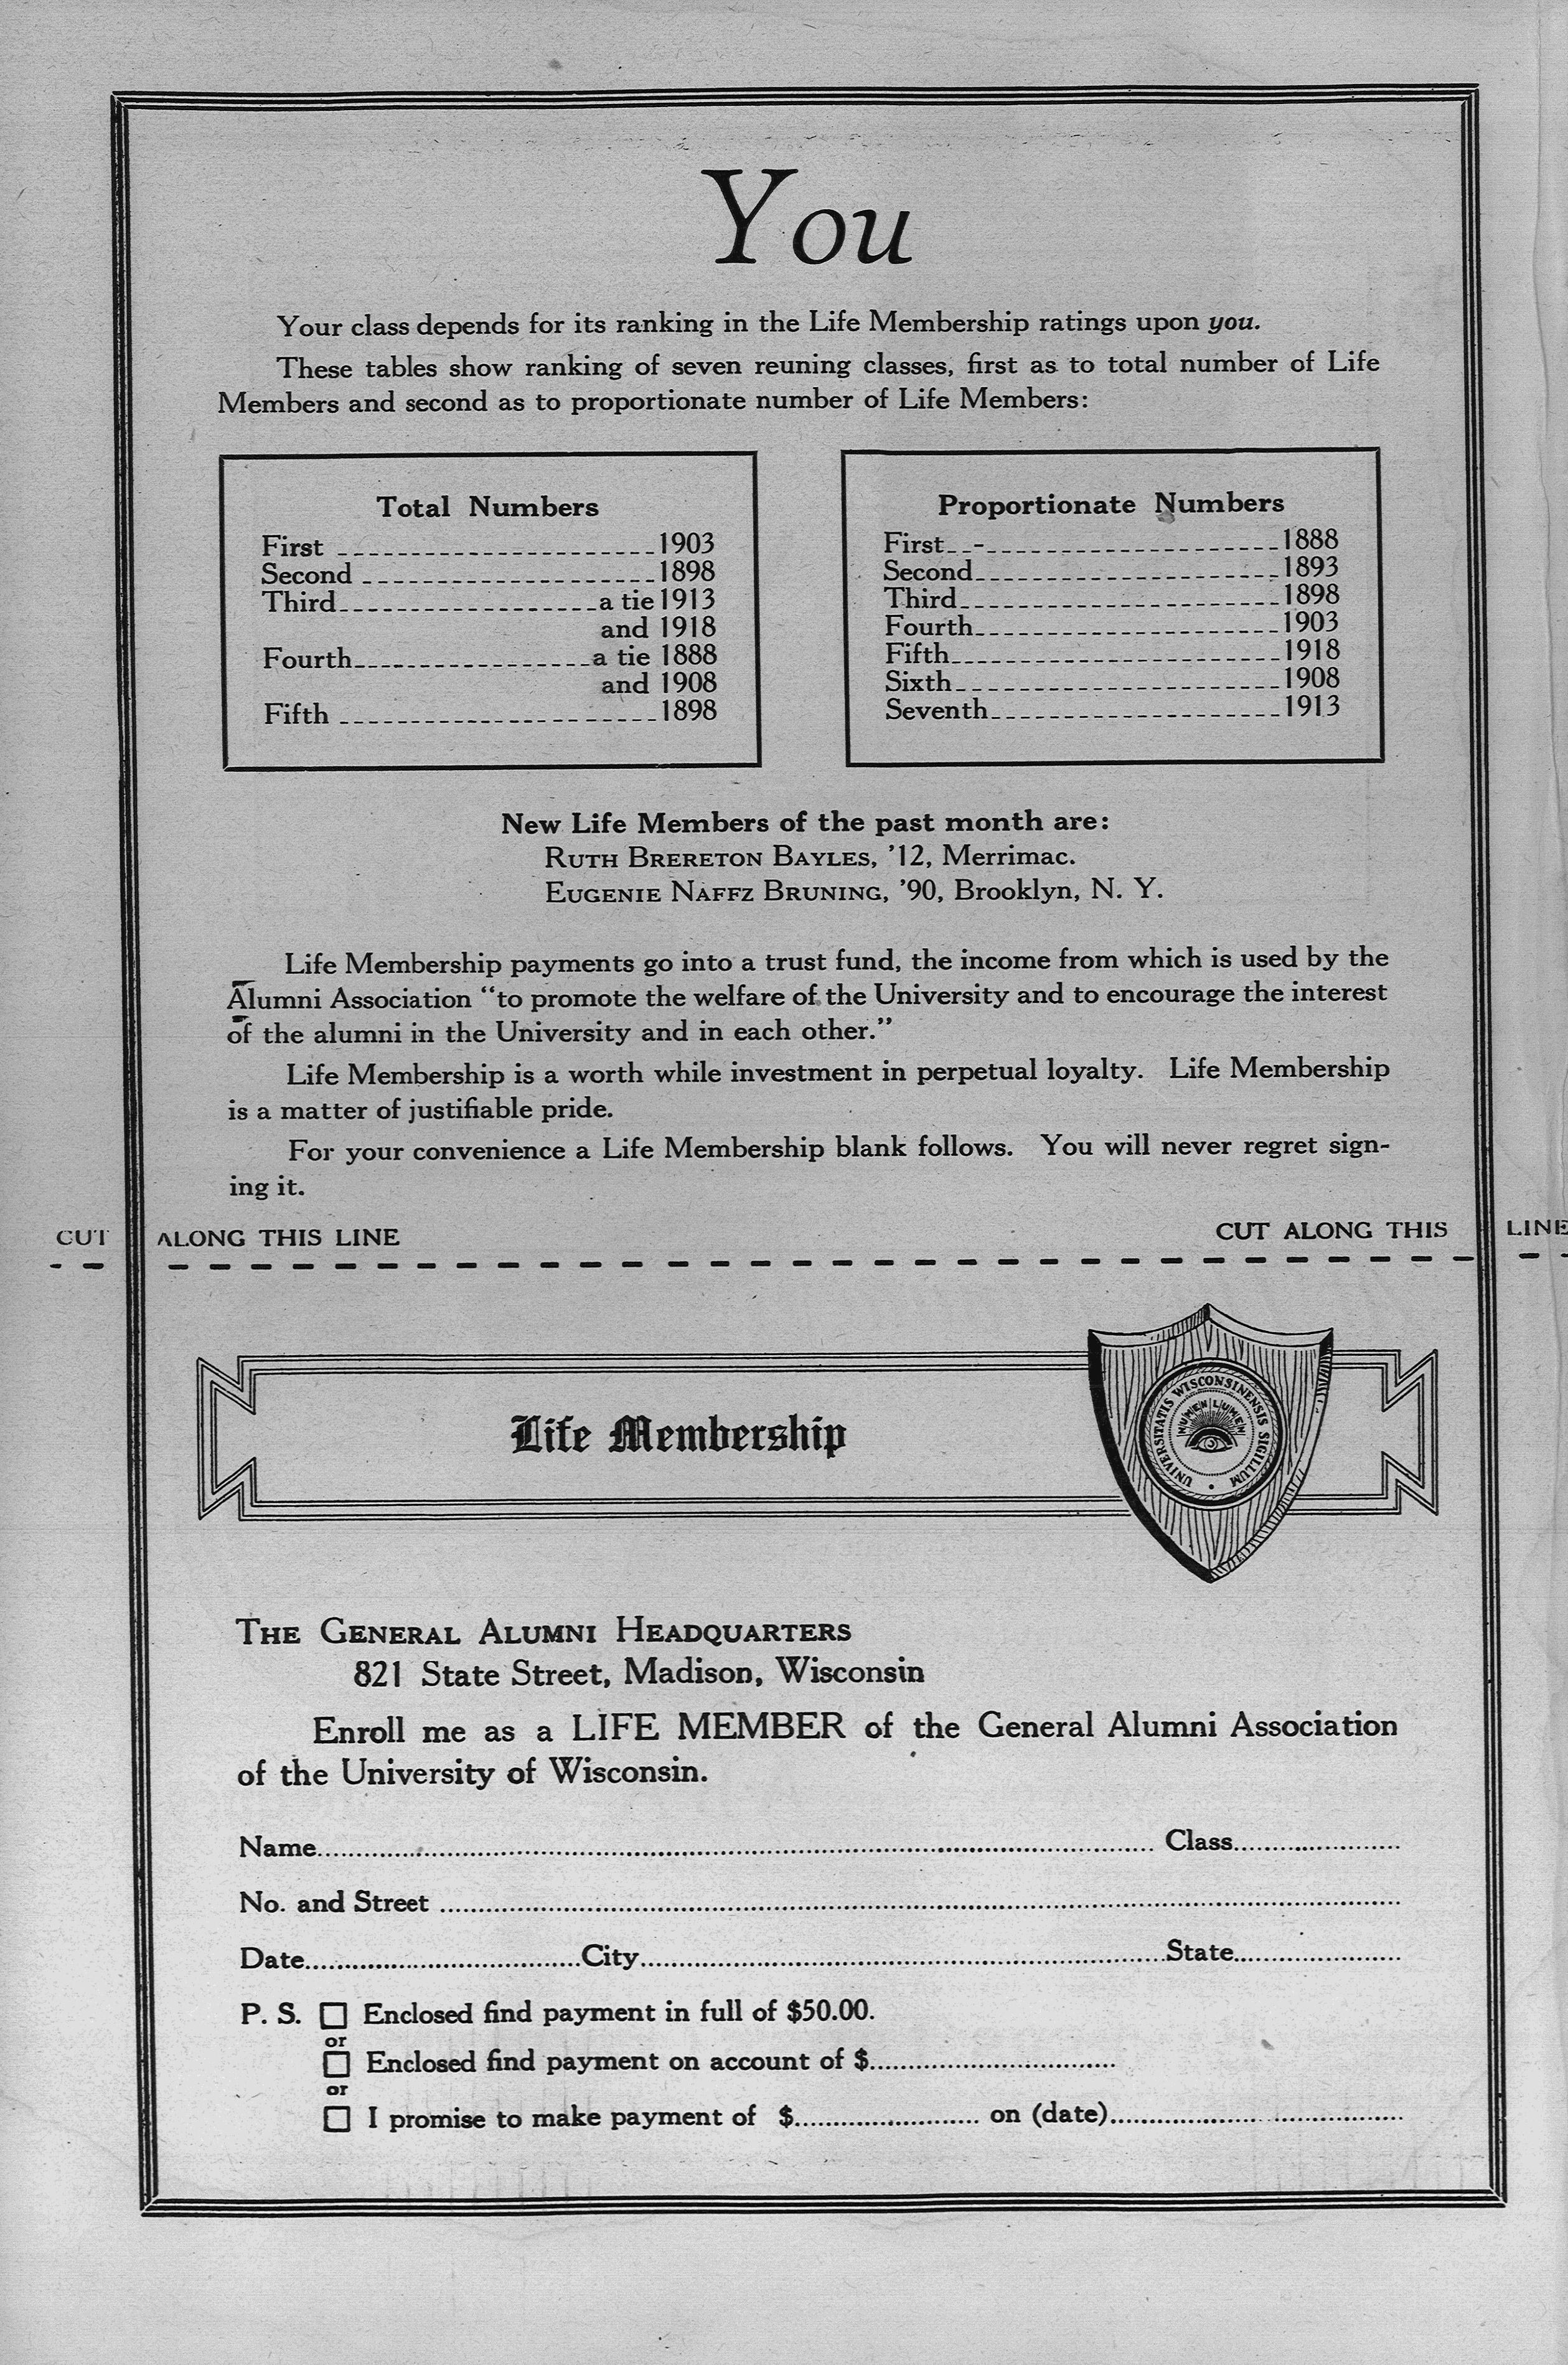 You
Your class depends for its ranking in the Life Membership ratings upon you.
These tables show ranking of seven reuning classes, first as to total number of Life
Members and second as to proportionate number of Life Members:
Total Numbers
First ---------------------- 1903
Second -------------------- 1898
Third------------------ a tie 1913
and 1918
Fourth---------------- a tie 1888
and 1908
Fifth ---------------------- 1898
Proportionate Numbers
First----------------------- 1888
Second--------------------- 1893
Third---------------------- 1898
Fourth--------------------- 1903
Fifth----------------------- 1918
Sixth---------------------- 1908
Seventh-------------------- 1913
New Life Members of the past month are:
RUTH BRERETON BAYLES, '12, Merrimac.
EUGENIE NAFFZ BRUNING, '90, Brooklyn, N. Y.
Life Membership payments go into a trust fund, the income from which is used by the
Alumni Association "to promote the welfare of the University and to encourage the interest
of the alumni in the University and in each other."
Life Membership is a worth while investment in perpetual loyalty. Life Membership
is a matter of justifiable pride.
For your convenience a Life Membership blank follows. You will never regret sign-
ing it.
CUT ALONG THIS LINE CUT ALONG THIS LINE
Life Membership
UNIVERSITATIS WISCONSINENSIS SIGILLUM
NUMEN LUMEN
THE GENERAL ALUMNI HEADQUARTERS
821 State Street, Madison, Wisconsin
Enroll me as a LIFE MEMBER of the General Alumni Association
of the University of Wisconsin.
Name.................... Class....................
No. and Street ....................
Date....................City....................State....................
P. S. ☐ Enclosed find payment in full of $50.00.
or
☐ Enclosed find payment on account of $....................
or
☐ I promise to make payment of $.................... on (date)....................